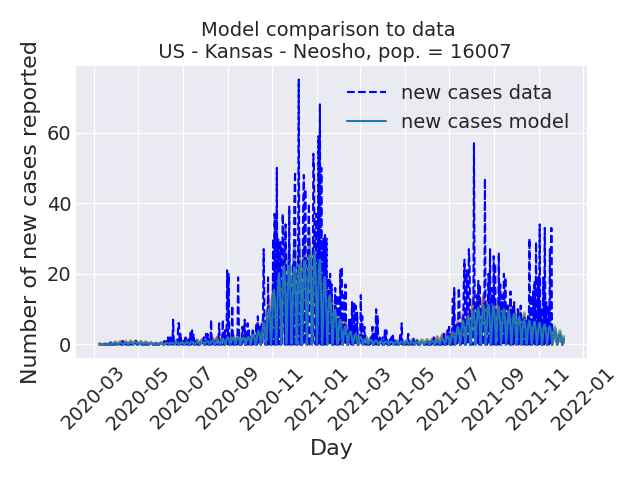 Model comparison to data
US - Kansas - Neosho, pop. = 16007
Number of new cases reported
60
40
20
0
new cases data
new cases model
2020-03
2020-05
2020-07
2020-09
2020-11
2021-01
2021-03
2021-05
2021-07
2021-09
2021-11
2022-01
Day